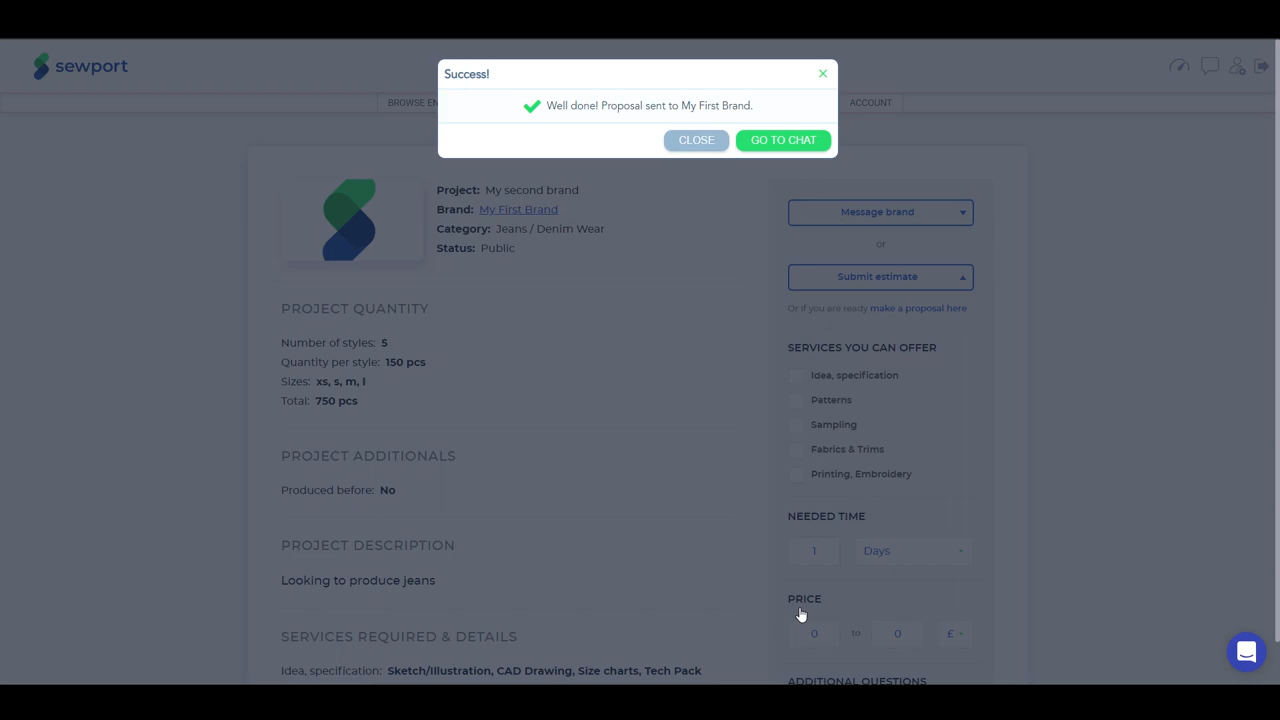 sewport
BROWSE EN
ACCOUNT
Success!
Well done! Proposal sent to My First Brand.
CLOSE
GO TO CHAT
Project: My second brand
Brand: My First Brand
Category: Jeans / Denim Wear
Status: Public
PROJECT QUANTITY
Number of styles: 5
Quantity per style: 150 pcs
Sizes: xs, s, m, l
Total: 750 pcs
PROJECT ADDITIONALS
Produced before: No
PROJECT DESCRIPTION
Looking to produce jeans
SERVICES REQUIRED & DETAILS
Idea, specification: Sketch/Illustration, CAD Drawing, Size charts, Tech Pack
Message brand
or
Submit estimate
Or if you are ready make a proposal here
SERVICES YOU CAN OFFER
Idea, specification
Patterns
Sampling
Fabrics & Trims
Printing, Embroidery
NEEDED TIME
1 Days
PRICE
0 to 0 £
ADDITIONAL QUESTIONS